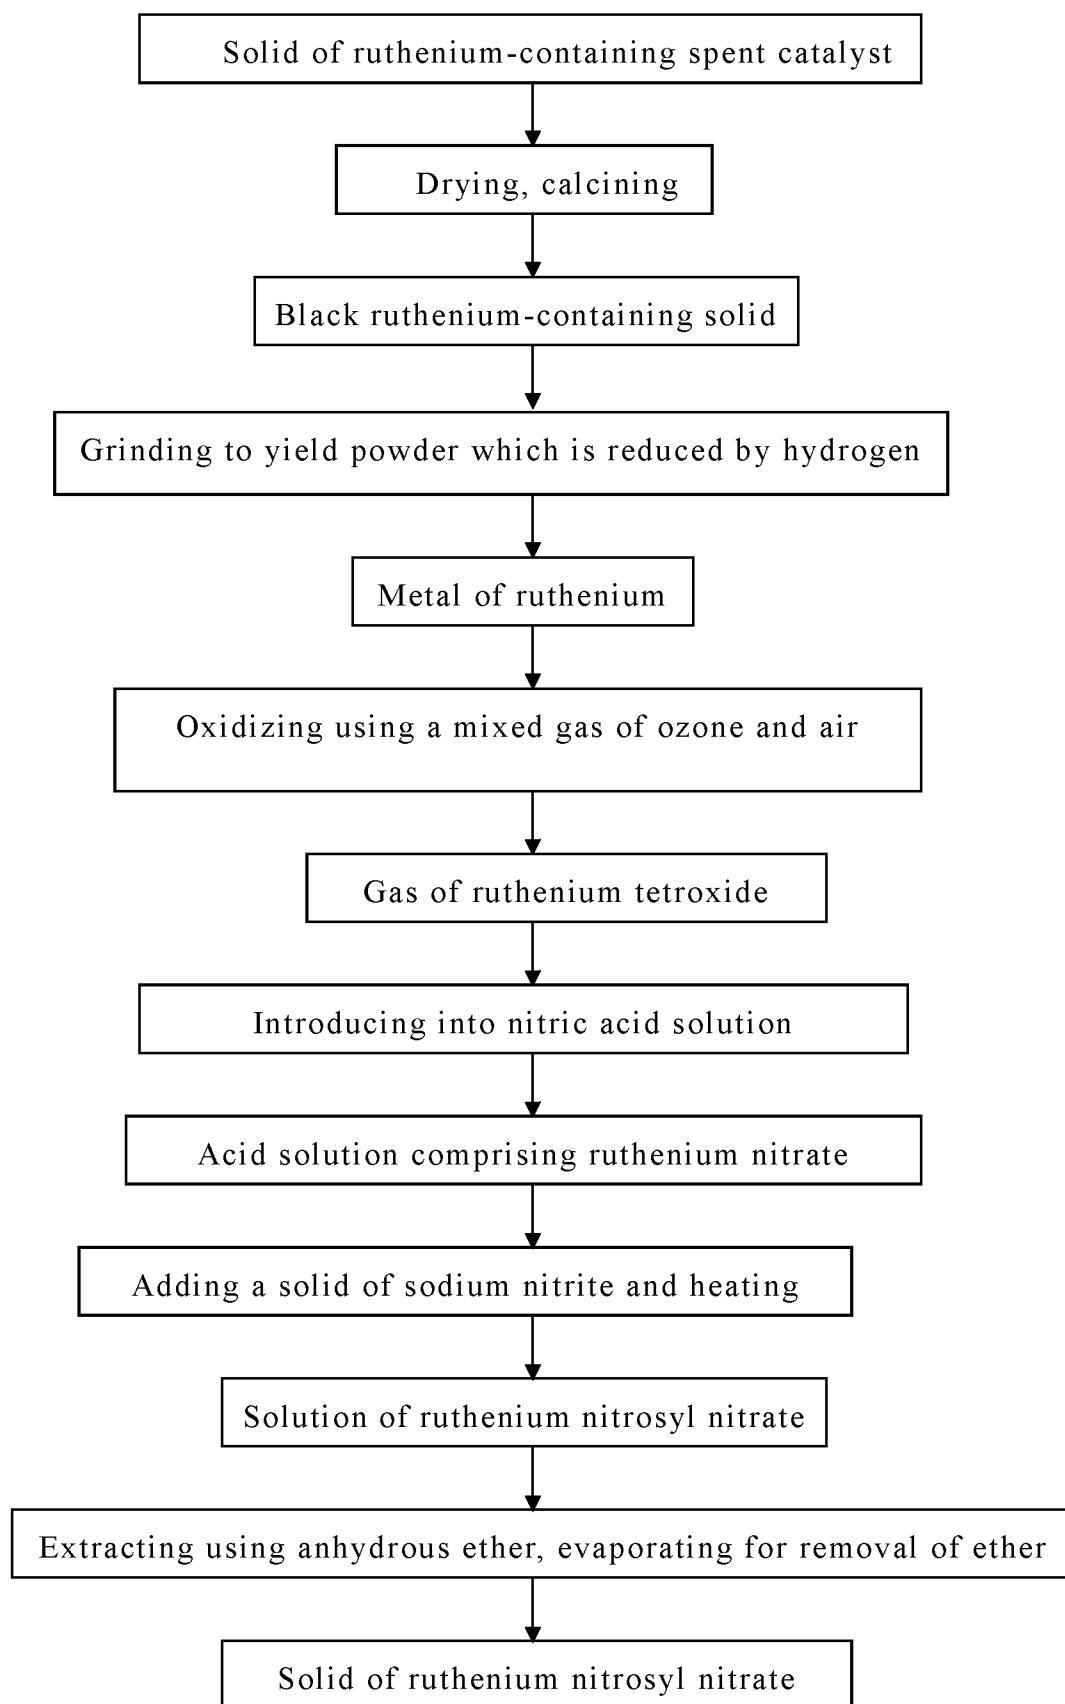 Solid of ruthenium-containing spent catalyst
Drying, calcining
Black ruthenium-containing solid
Grinding to yield powder which is reduced by hydrogen
Metal of ruthenium
Oxidizing using a mixed gas of ozone and air
Gas of ruthenium tetroxide
Introducing into nitric acid solution
Acid solution comprising ruthenium nitrate
Adding a solid of sodium nitrite and heating
Solution of ruthenium nitrosyl nitrate
Extracting using anhydrous ether, evaporating for removal of ether
Solid of ruthenium nitrosyl nitrate